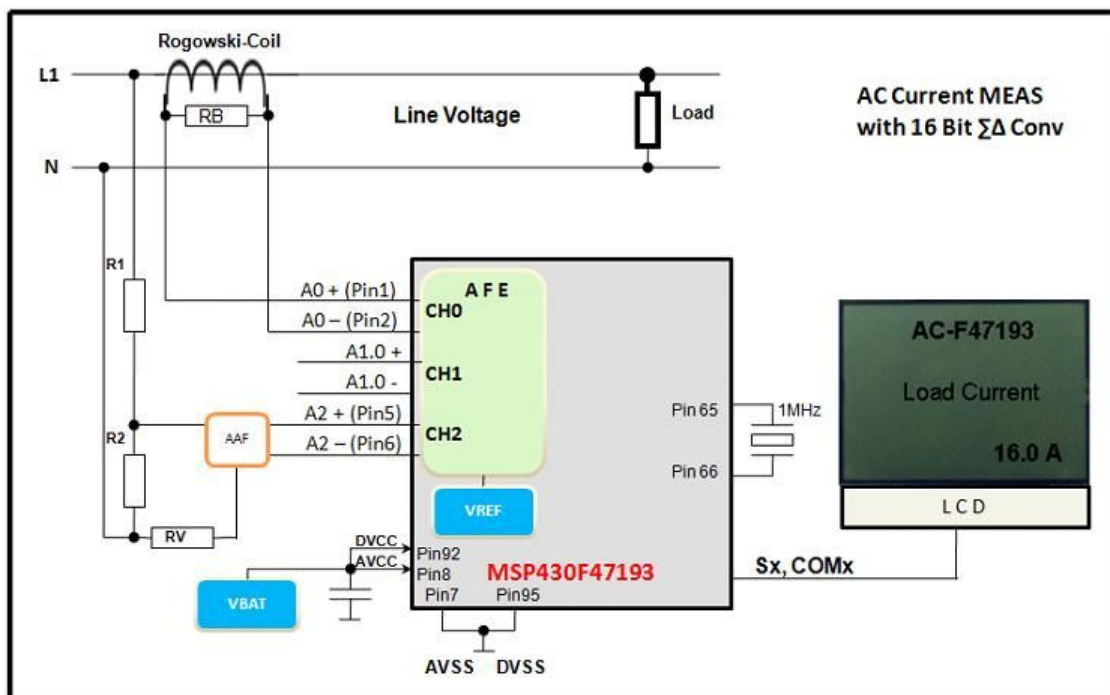 Rogowski-Coil
L1
RB
Line Voltage
Load
AC Current MEAS
with 16 Bit ∑Δ Conv
N
R1
A0 + (Pin1)
A0 – (Pin2)
A1.0 +
A1.0 -
A2 + (Pin5)
A2 – (Pin6)
A F E
CH0
CH1
CH2
R2
AAF
RV
VREF
Pin 65
1MHz
Pin 66
AC-F47193
Load Current
16.0 A
L C D
DVCC
AVCC
Pin92
Pin8
MSP430F47193
Pin7
Pin95
Sx, COMx
VBAT
AVSS
DVSS